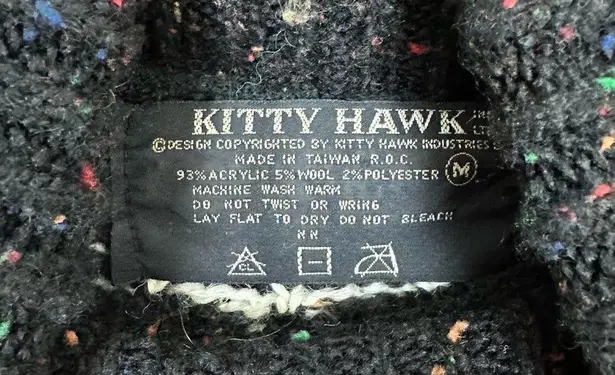 KITTY HAWK
©DESIGN COPYRIGHTED BY KITTY HAWK INDUSTRIES
MADE IN TAIWAN R.O.C.
93%ACRYLIC 5%WOOL 2%POLYESTER M
MACHINE WASH WARM
DO NOT TWIST OR WRING
LAY FLAT TO DRY DO NOT BLEACH
NN
CL